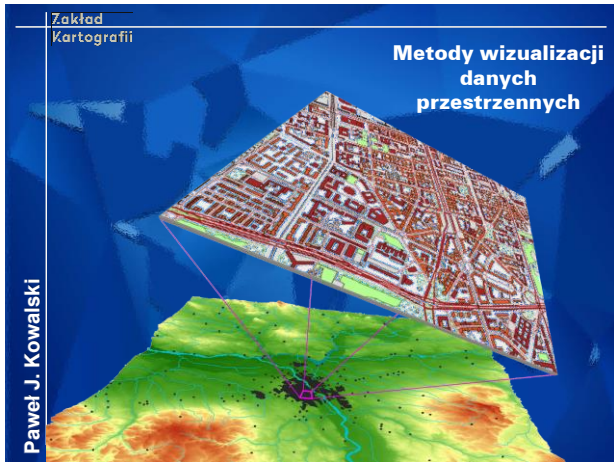 Zakład
Kartografii
Metody wizualizacji
danych
przestrzennych
Paweł J. Kowalski